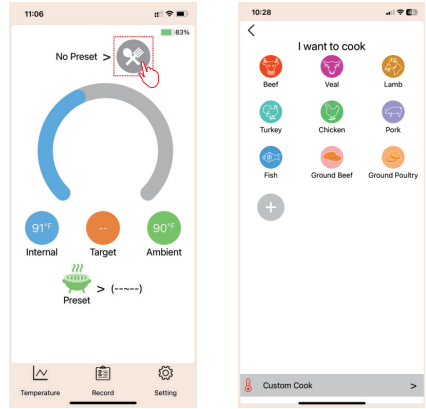 11:06
83%
No Preset >
91°F
--
90°F
Internal
Target
Ambient
Preset > (--~--)
Temperature
Record
Setting
10:28
<
I want to cook
Beef
Veal
Lamb
Turkey
Chicken
Pork
Fish
Ground Beef
Ground Poultry
+
Custom Cook >